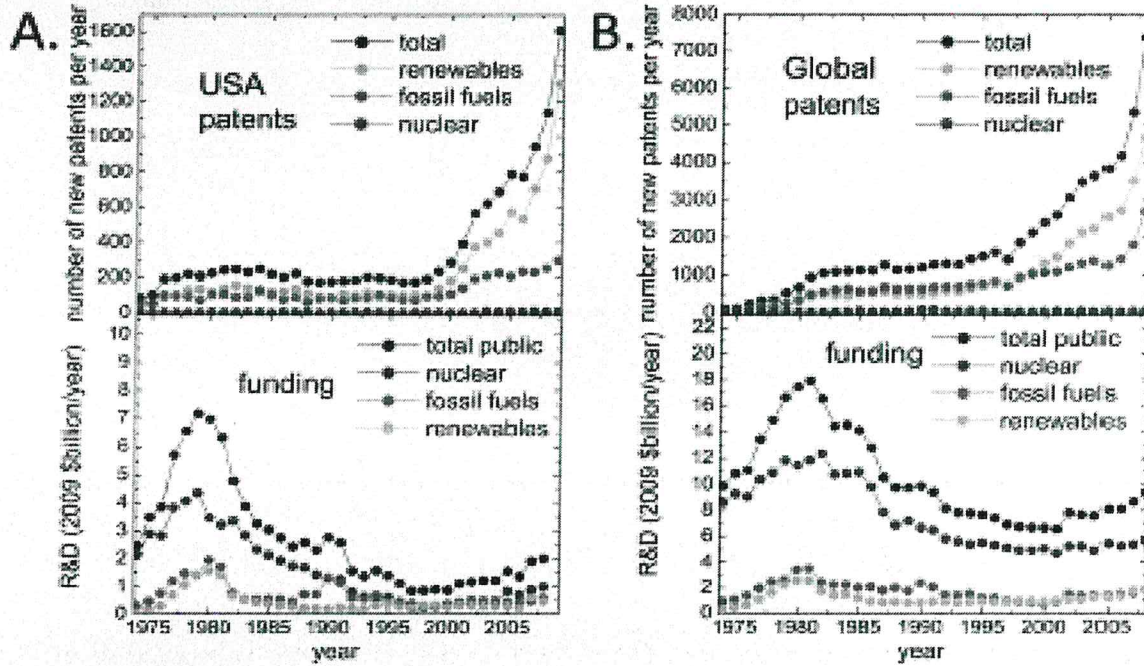 A.
number of new patents per year
1600
1400
1200
1000
800
600
400
200
0
USA
patents
total
renewables
fossil fuels
nuclear
R&D (2009 $billion/year)
10
9
8
7
6
5
4
3
2
1
0
funding
total public
nuclear
fossil fuels
renewables
1975 1980 1985 1990 1995 2000 2005
year
B.
number of new patents per year
8000
7000
6000
5000
4000
3000
2000
1000
0
Global
patents
total
renewables
fossil fuels
nuclear
R&D (2009 $billion/year)
22
20
18
16
14
12
10
8
6
4
2
0
funding
total public
nuclear
fossil fuels
renewables
1975 1980 1985 1990 1995 2000 2005
year